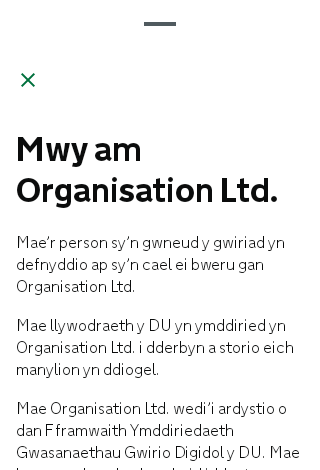 Mwy am
Organisation Ltd.
Mae'r person sy'n gwneud y gwiriad yn
defnyddio ap sy'n cael ei bweru gan
Organisation Ltd.
Mae llywodraeth y DU yn ymddiried yn
Organisation Ltd. i dderbyn a storio eich
manylion yn ddiogel.
Mae Organisation Ltd. wedi'i ardystio o
dan Fframwaith Ymddiriedaeth
Gwasanaethau Gwirio Digidol y DU. Mae